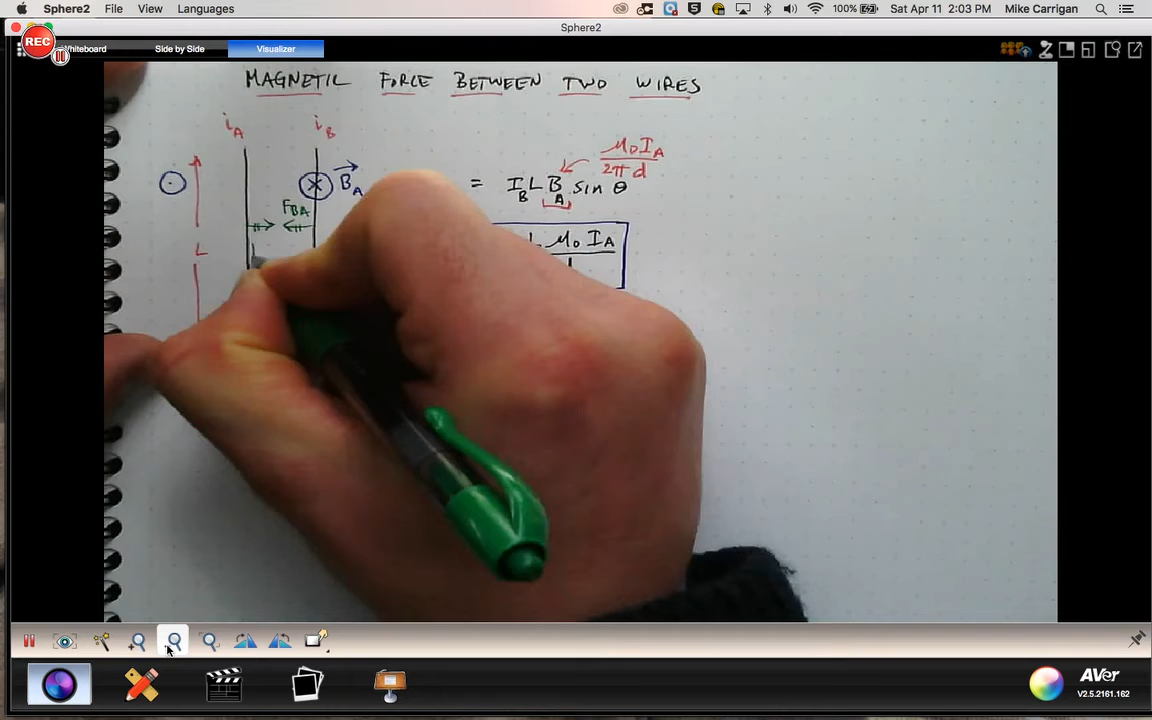 Sphere2 File View Languages 100% Sat Apr 11 2:03 PM Mike Carrigan
Sphere2
REC
Whiteboard Side by Side Visualizer
MAGNETIC FORCE BETWEEN TWO WIRES
i_A i_B
μ₀I_A
2πd
B_A = I_B L B_A sin θ
F_BA
L μ₀ I_A
L
AVer
V2.5.2161.162